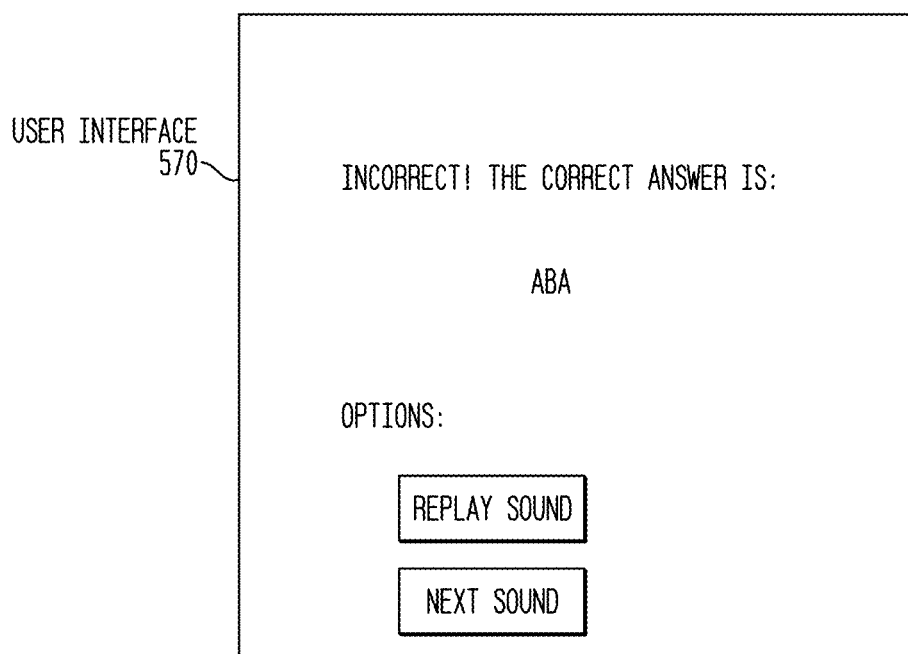 USER INTERFACE
570
INCORRECT! THE CORRECT ANSWER IS:
ABA
OPTIONS:
REPLAY SOUND
NEXT SOUND